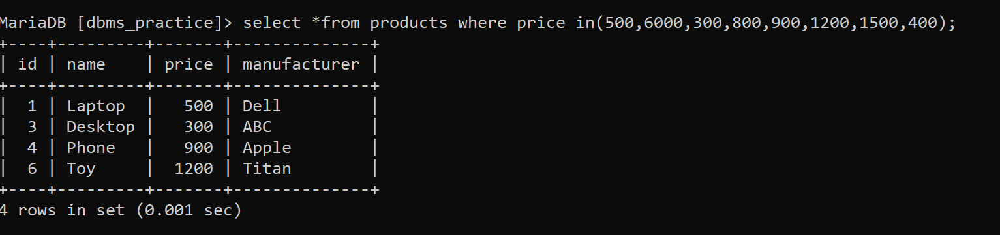 MariaDB [dbms_practice]> select *from products where price in(500,6000,300,800,900,1200,1500,400);
+----+---------+-------+--------------+
| id | name    | price | manufacturer |
+----+---------+-------+--------------+
|  1 | Laptop  |   500 | Dell         |
|  3 | Desktop |   300 | ABC          |
|  4 | Phone   |   900 | Apple        |
|  6 | Toy     |  1200 | Titan        |
+----+---------+-------+--------------+
4 rows in set (0.001 sec)